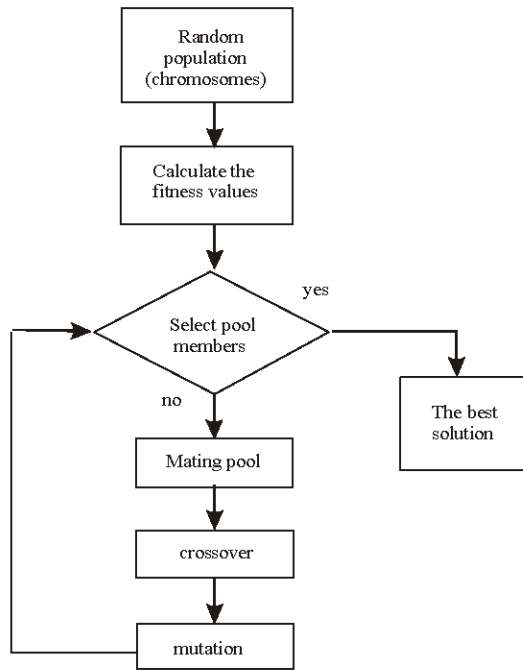 Random
population
(chromosomes)
Calculate the
fitness values
yes
Select pool
members
no
The best
solution
Mating pool
crossover
mutation